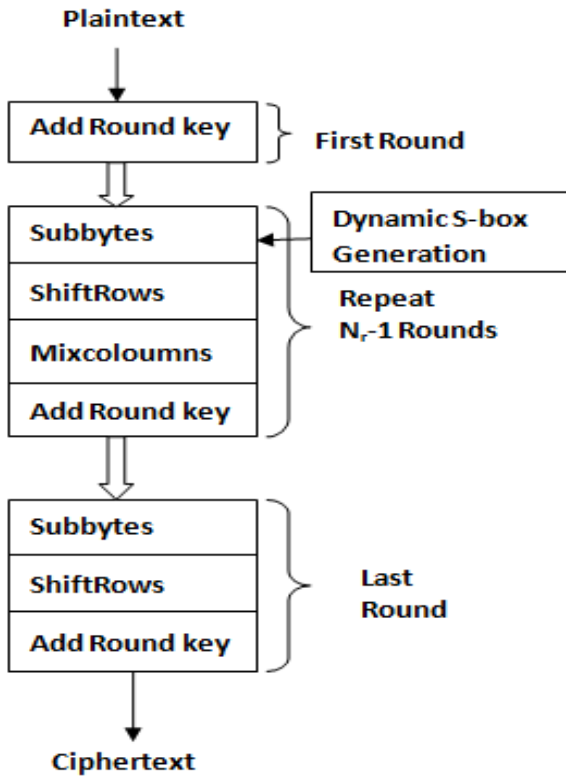 Plaintext
Add Round key
First Round
Subbytes
Dynamic S-box
Generation
ShiftRows
Repeat
Nᵣ-1 Rounds
Mixcoloumns
Add Round key
Subbytes
ShiftRows
Last
Round
Add Round key
Ciphertext